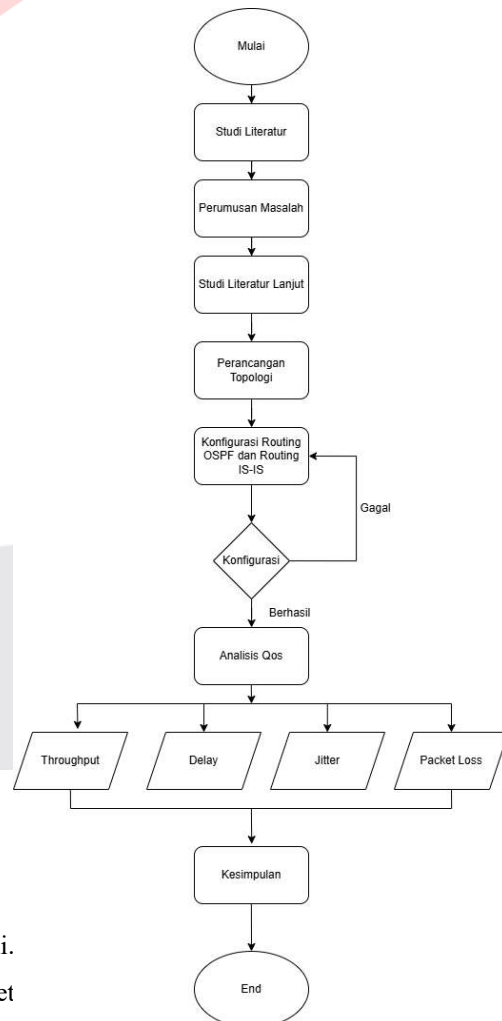 Mulai
Studi Literatur
Perumusan Masalah
Studi Literatur Lanjut
Perancangan
Topologi
Konfigurasi Routing
OSPF dan Routing
IS-IS
Gagal
Konfigurasi
Berhasil
Analisis Qos
Throughput
Delay
Jitter
Packet Loss
Kesimpulan
i.
et
End